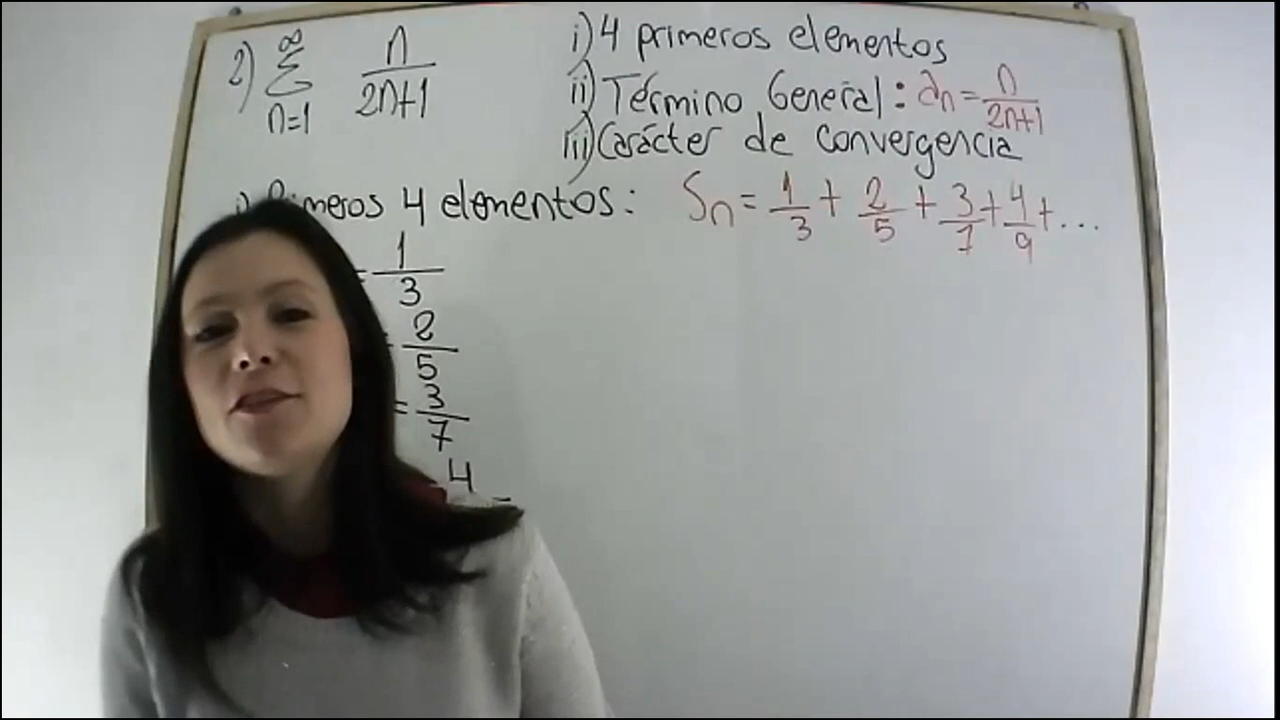 2) ∞ Σ n=1 n/(2n+1)
i) 4 primeros elementos
ii) Término General: an = n/(2n+1)
iii) Carácter de Convergencia
4 elementos: Sn = 1/3 + 2/5 + 3/7 + 4/9 + ...
= 1/3
= 2/5
= 3/7
4